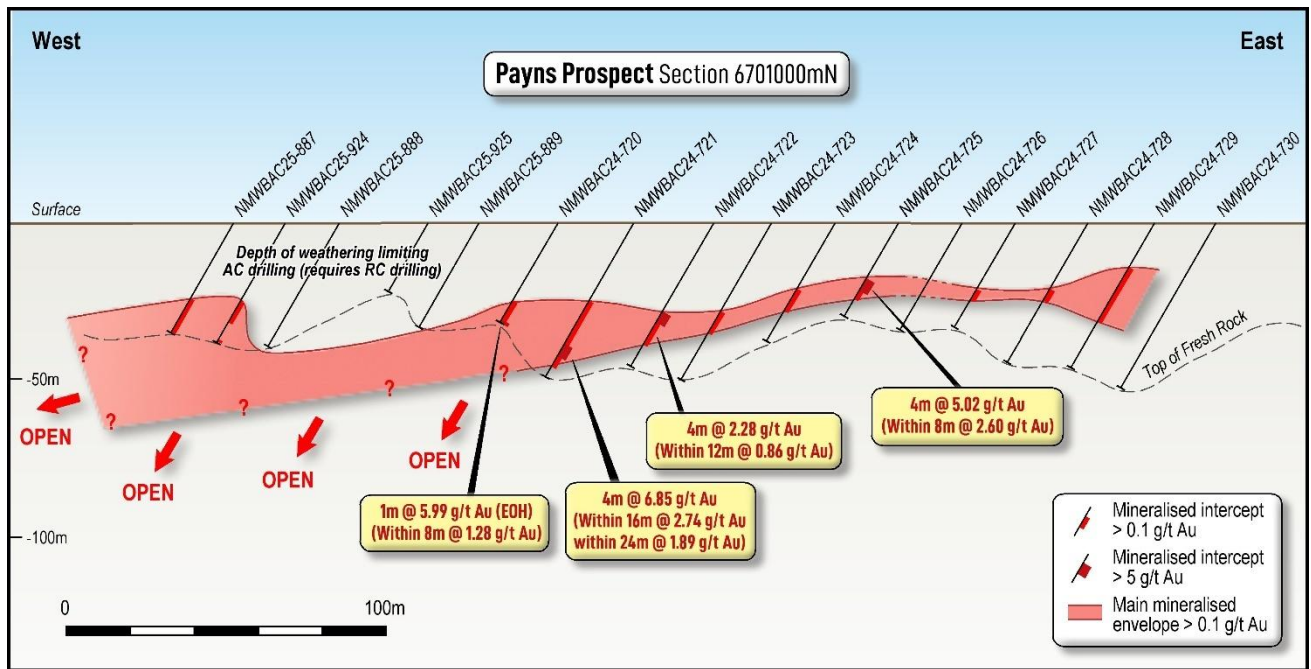 West
East
Payns Prospect Section 6701000mN
NMWBAC25-887
NMWBAC25-924
NMWBAC25-888
NMWBAC25-925
NMWBAC25-889
NMWBAC24-720
NMWBAC24-721
NMWBAC24-722
NMWBAC24-723
NMWBAC24-724
NMWBAC24-725
NMWBAC24-726
NMWBAC24-727
NMWBAC24-728
NMWBAC24-729
NMWBAC24-730
Surface
Depth of weathering limiting
AC drilling (requires RC drilling)
?
?
?
?
?
-50m
Top of Fresh Rock
OPEN
OPEN
OPEN
OPEN
4m @ 5.02 g/t Au
(Within 8m @ 2.60 g/t Au)
4m @ 2.28 g/t Au
(Within 12m @ 0.86 g/t Au)
1m @ 5.99 g/t Au (EOH)
(Within 8m @ 1.28 g/t Au)
4m @ 6.85 g/t Au
(Within 16m @ 2.74 g/t Au
within 24m @ 1.89 g/t Au)
-100m
0
100m
Mineralised intercept
> 0.1 g/t Au
Mineralised intercept
> 5 g/t Au
Main mineralised
envelope > 0.1 g/t Au